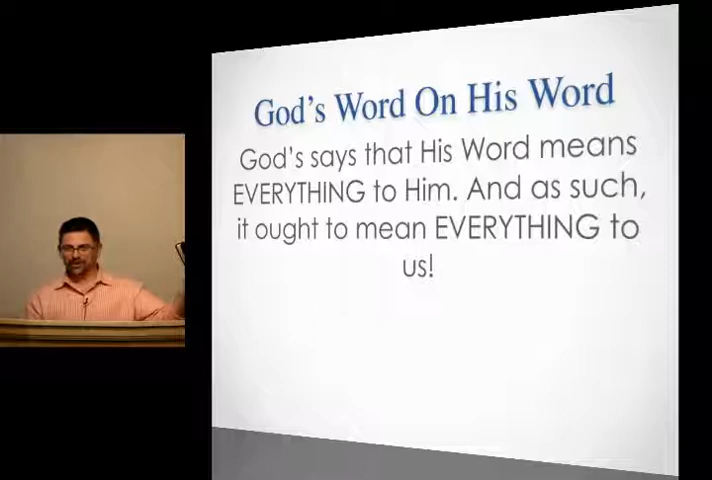 God's Word On His Word
God's says that His Word means
EVERYTHING to Him. And as such,
it ought to mean EVERYTHING to
us!